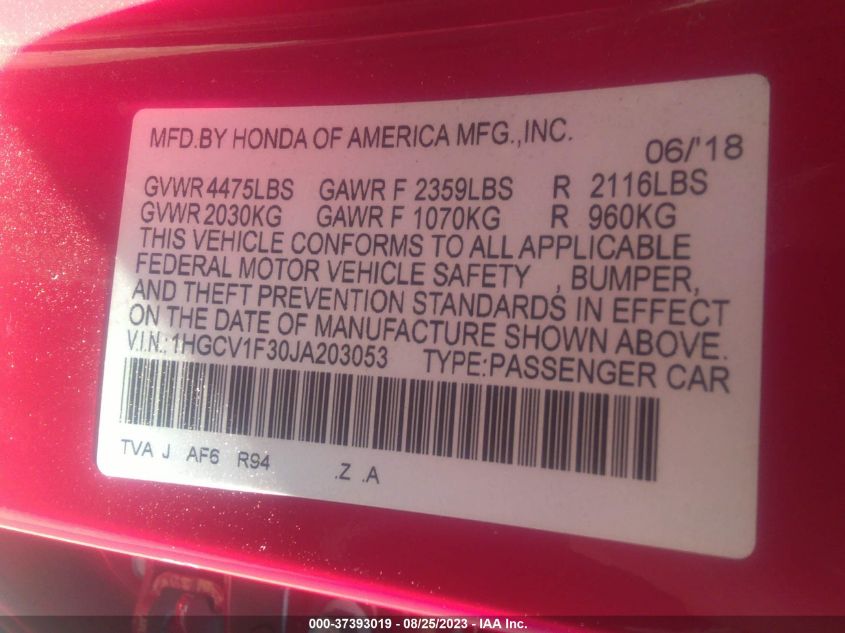 MFD.BY HONDA OF AMERICA MFG.,INC.
06/'18
GVWR 4475LBS GAWR F 2359LBS R 2116LBS
GVWR 2030KG GAWR F 1070KG R 960KG
THIS VEHICLE CONFORMS TO ALL APPLICABLE
FEDERAL MOTOR VEHICLE SAFETY , BUMPER,
AND THEFT PREVENTION STANDARDS IN EFFECT
ON THE DATE OF MANUFACTURE SHOWN ABOVE.
V.I.N.:1HGCV1F30JA203053 TYPE:PASSENGER CAR
TVA J AF6 R94 .Z .A
000-37393019 - 08/25/2023 - IAA Inc.